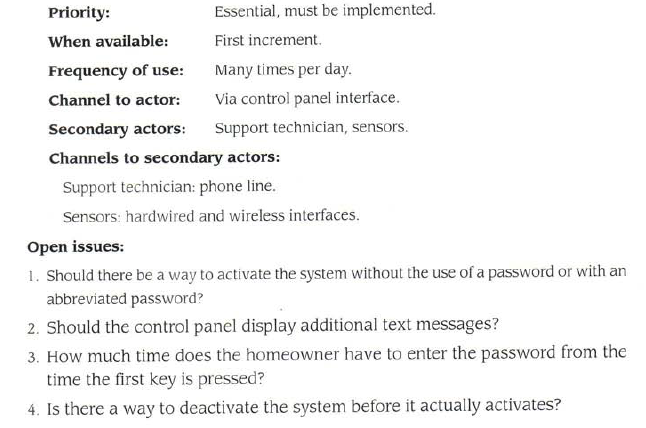 Priority: Essential, must be implemented.
When available: First increment.
Frequency of use: Many times per day.
Channel to actor: Via control panel interface.
Secondary actors: Support technician, sensors.
Channels to secondary actors:
Support technician: phone line.
Sensors: hardwired and wireless interfaces.
Open issues:
1. Should there be a way to activate the system without the use of a password or with an
abbreviated password?
2. Should the control panel display additional text messages?
3. How much time does the homeowner have to enter the password from the
time the first key is pressed?
4. Is there a way to deactivate the system before it actually activates?